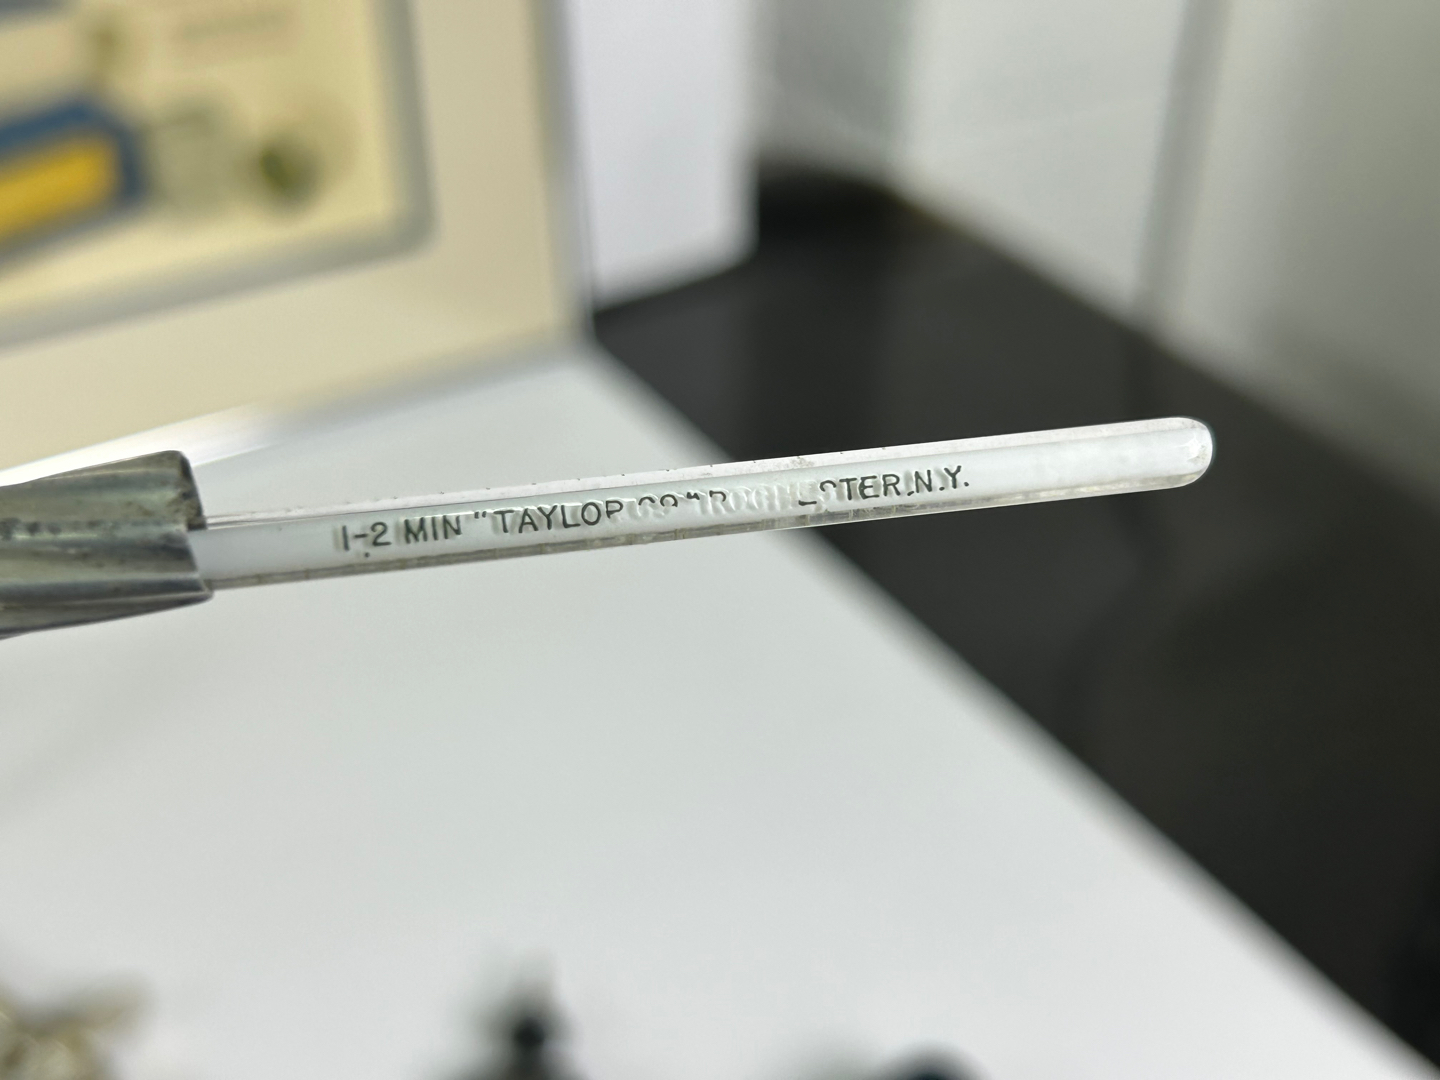 1-2 MIN "TAYLOR CO" ROCHESTER, N.Y.